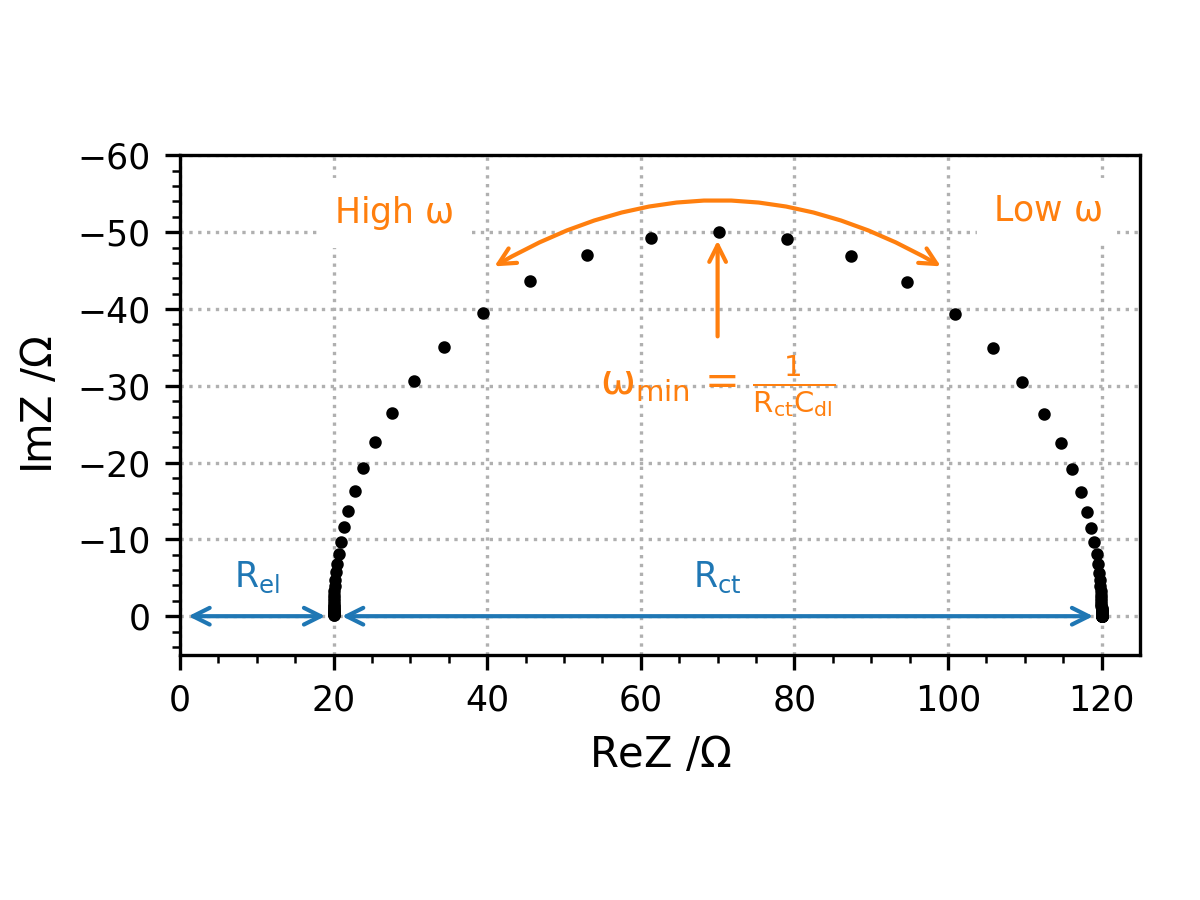 −60
High ω
Low ω
−50
−40
ω_min = 1/(R_ct C_dl)
−30
−20
−10
R_el
R_ct
0
0 20 40 60 80 100 120
ReZ /Ω
ImZ /Ω